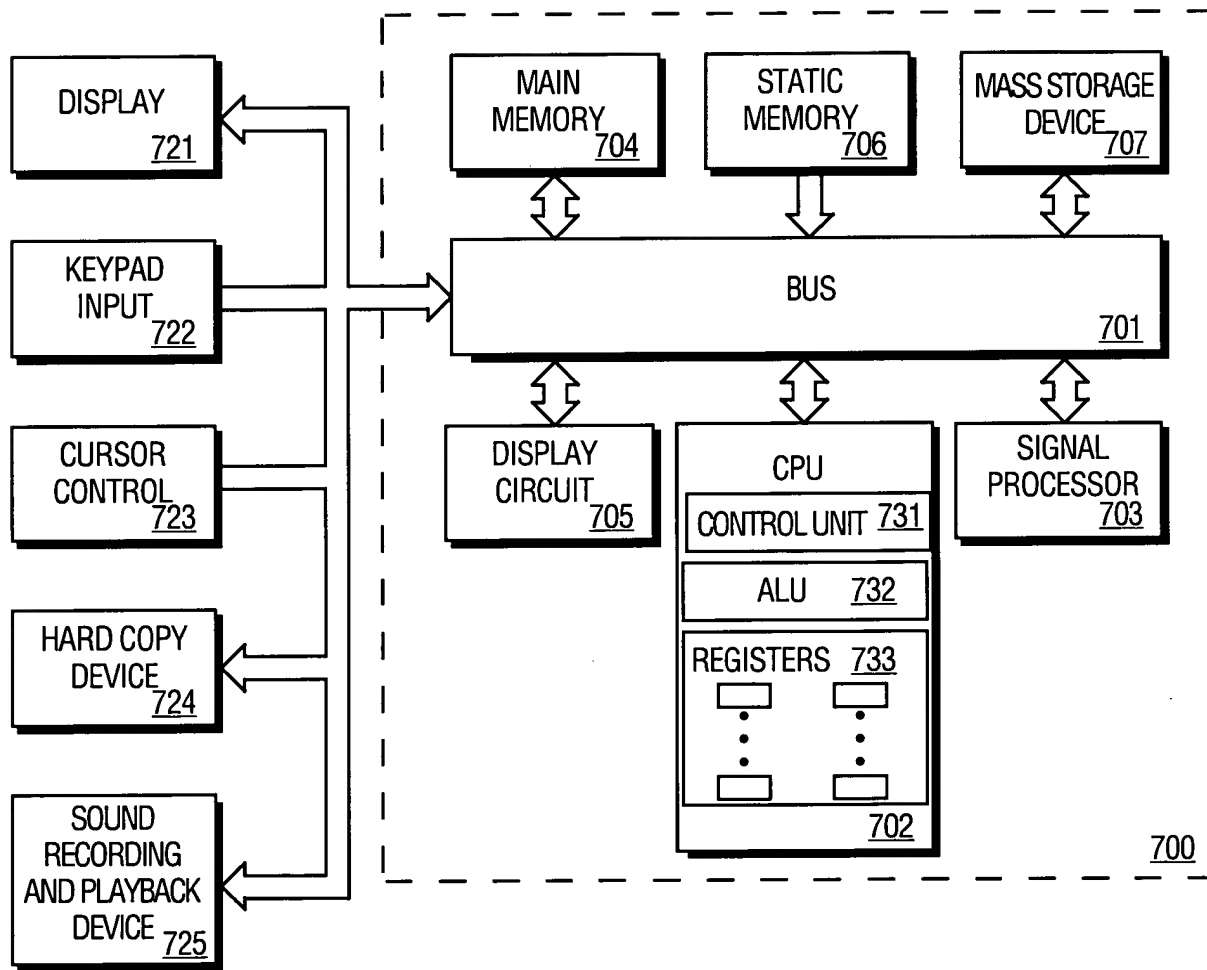 DISPLAY
721
KEYPAD
INPUT
722
CURSOR
CONTROL
723
HARD COPY
DEVICE
724
SOUND
RECORDING
AND PLAYBACK
DEVICE
725
MAIN
MEMORY
704
STATIC
MEMORY
706
MASS STORAGE
DEVICE
707
BUS
701
DISPLAY
CIRCUIT
705
CPU
CONTROL UNIT 731
ALU 732
REGISTERS 733
702
SIGNAL
PROCESSOR
703
700